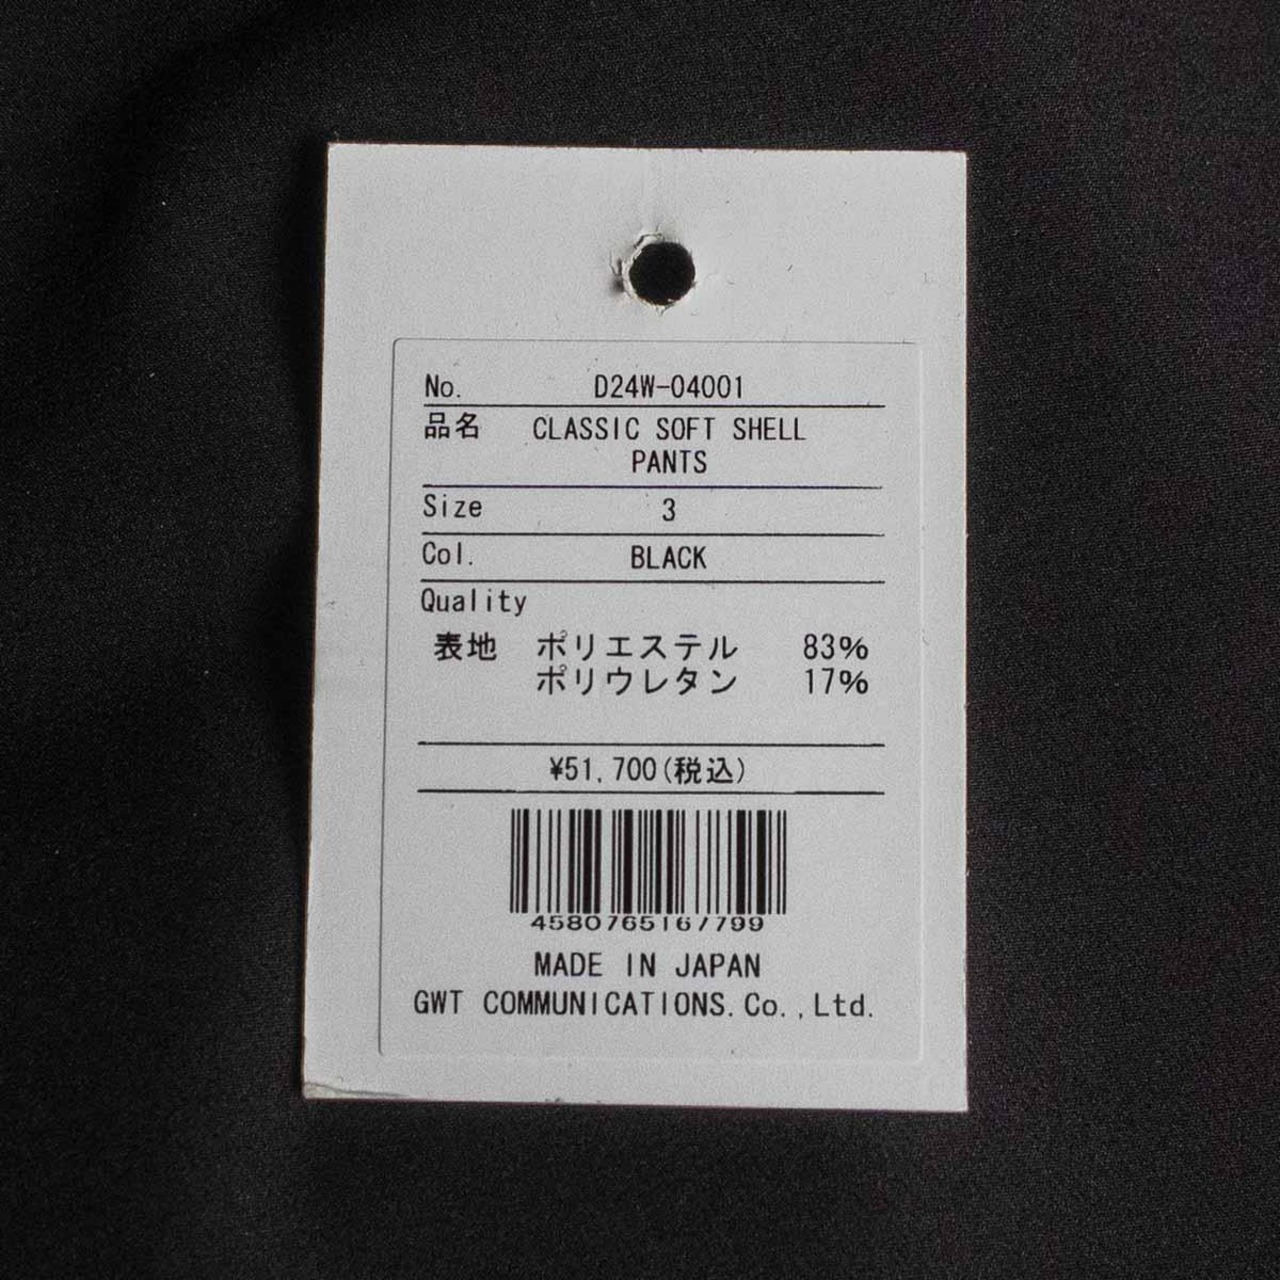 No. D24W-04001
品名 CLASSIC SOFT SHELL
PANTS
Size 3
Col. BLACK
Quality
表地 ポリエステル 83%
ポリウレタン 17%
¥51,700(税込)
4580765167799
MADE IN JAPAN
GWT COMMUNICATIONS.Co.,Ltd.